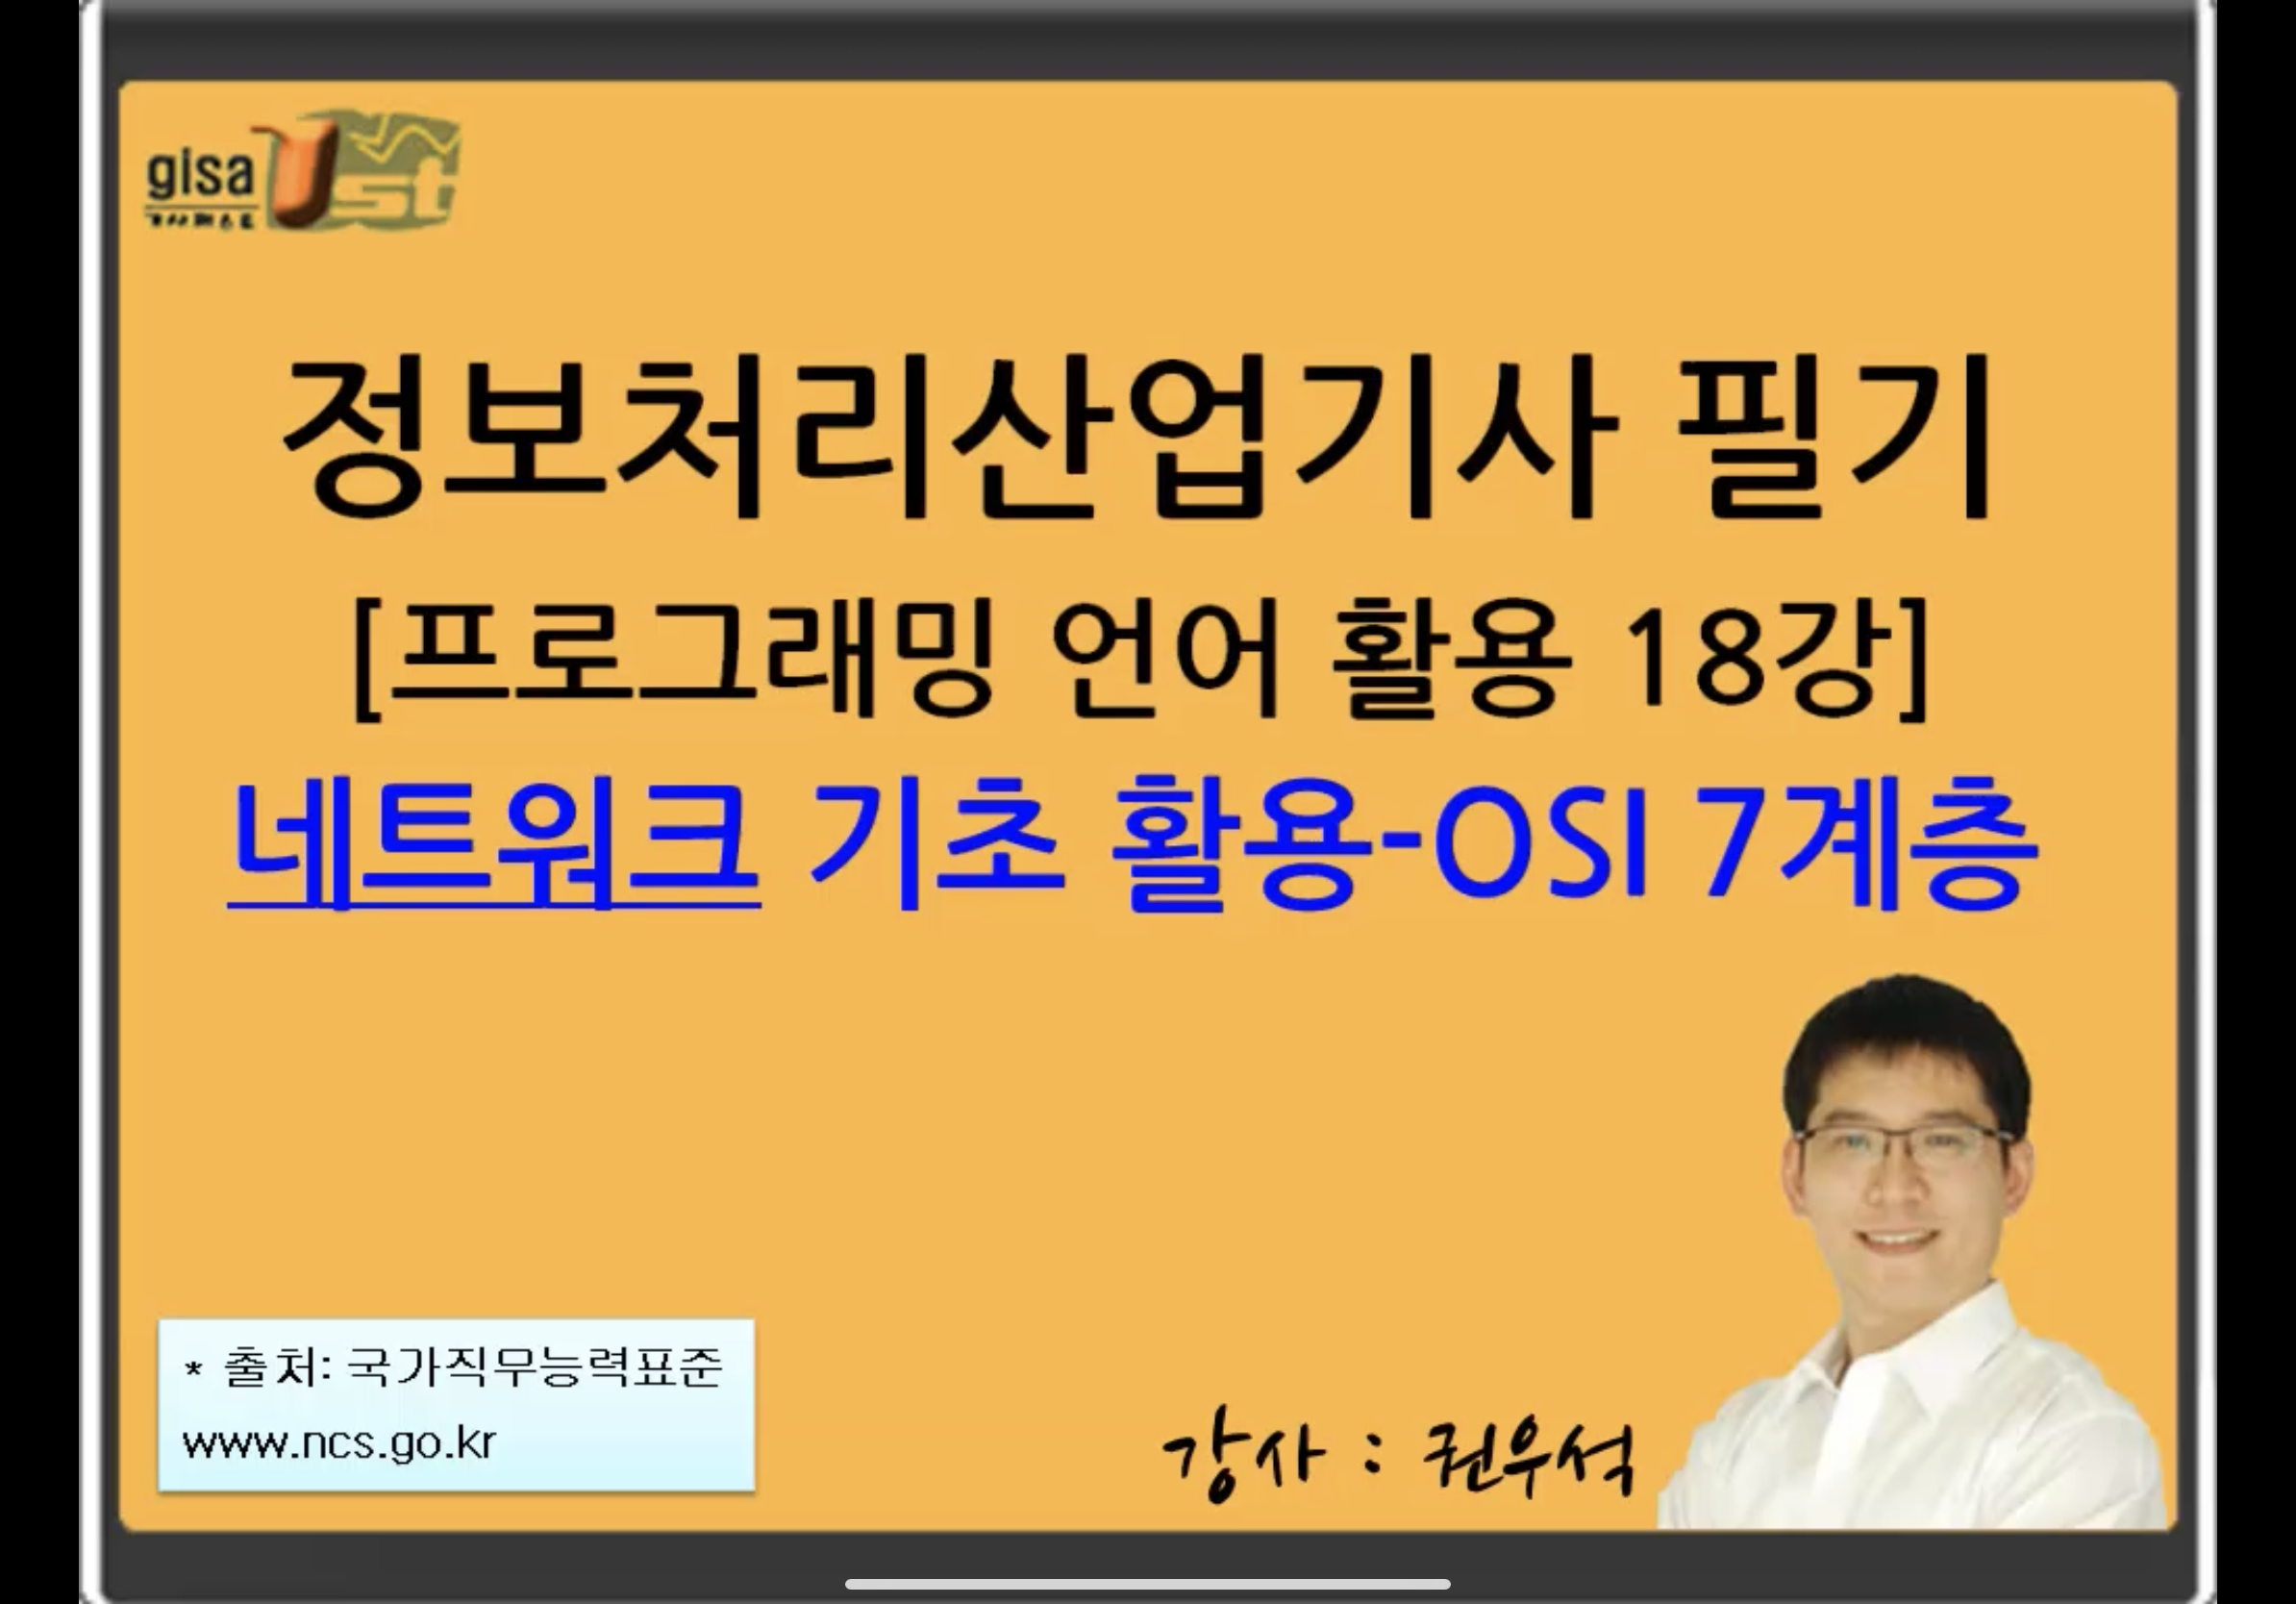 gisa
정보처리산업기사 필기
[프로그래밍 언어 활용 18강]
네트워크 기초 활용-OSI 7계층
* 출처: 국가직무능력표준
www.ncs.go.kr
강사 : 권우석